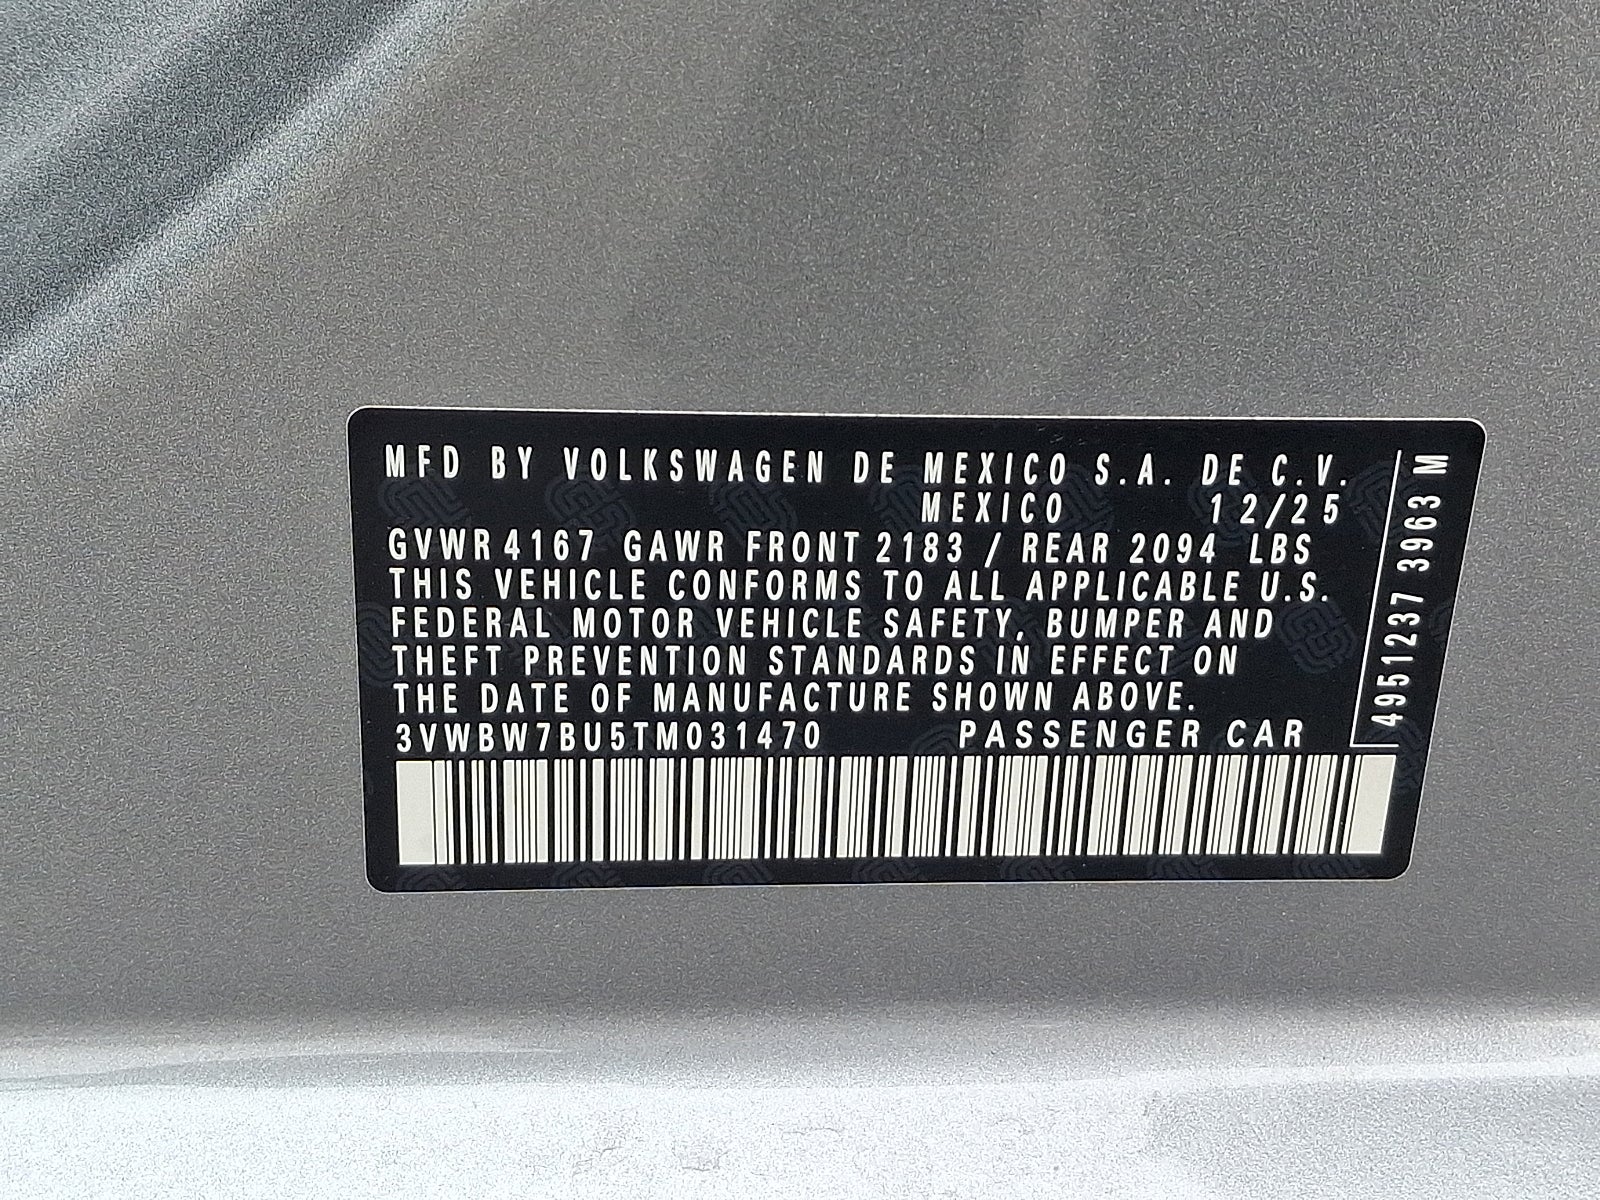 MFD BY VOLKSWAGEN DE MEXICO S.A. DE C.V.
MEXICO 12/25
GVWR 4167 GAWR FRONT 2183 / REAR 2094 LBS
THIS VEHICLE CONFORMS TO ALL APPLICABLE U.S.
FEDERAL MOTOR VEHICLE SAFETY, BUMPER AND
THEFT PREVENTION STANDARDS IN EFFECT ON
THE DATE OF MANUFACTURE SHOWN ABOVE.
3VWBW7BU5TM031470 PASSENGER CAR
4951237 3963 M